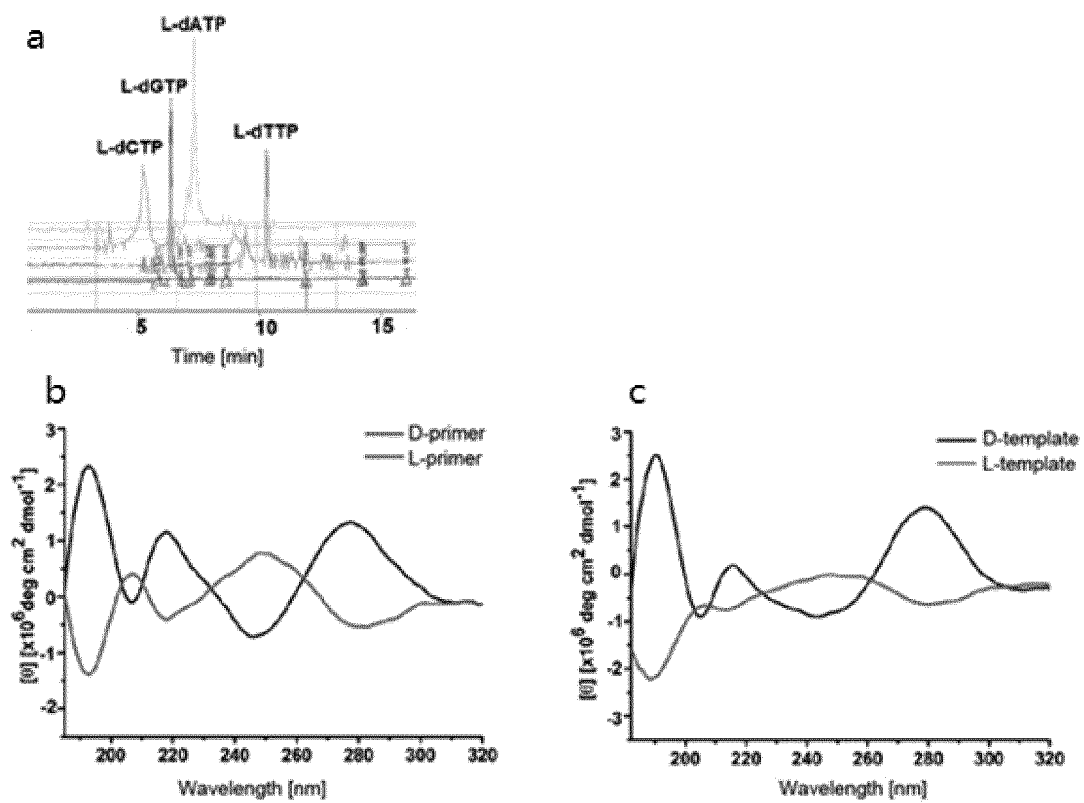 a
L-dATP
L-dGTP
L-dCTP
L-dTTP
5 10 15
Time [min]
b
D-primer
L-primer
3
2
1
0
-1
-2
[θ] [x10⁶deg cm² dmol⁻¹]
200 220 240 260 280 300 320
Wavelength [nm]
c
D-template
L-template
3
2
1
0
-1
-2
-3
[θ] [x10⁶ deg cm² dmol⁻¹]
200 220 240 260 280 300 320
Wavelength [nm]